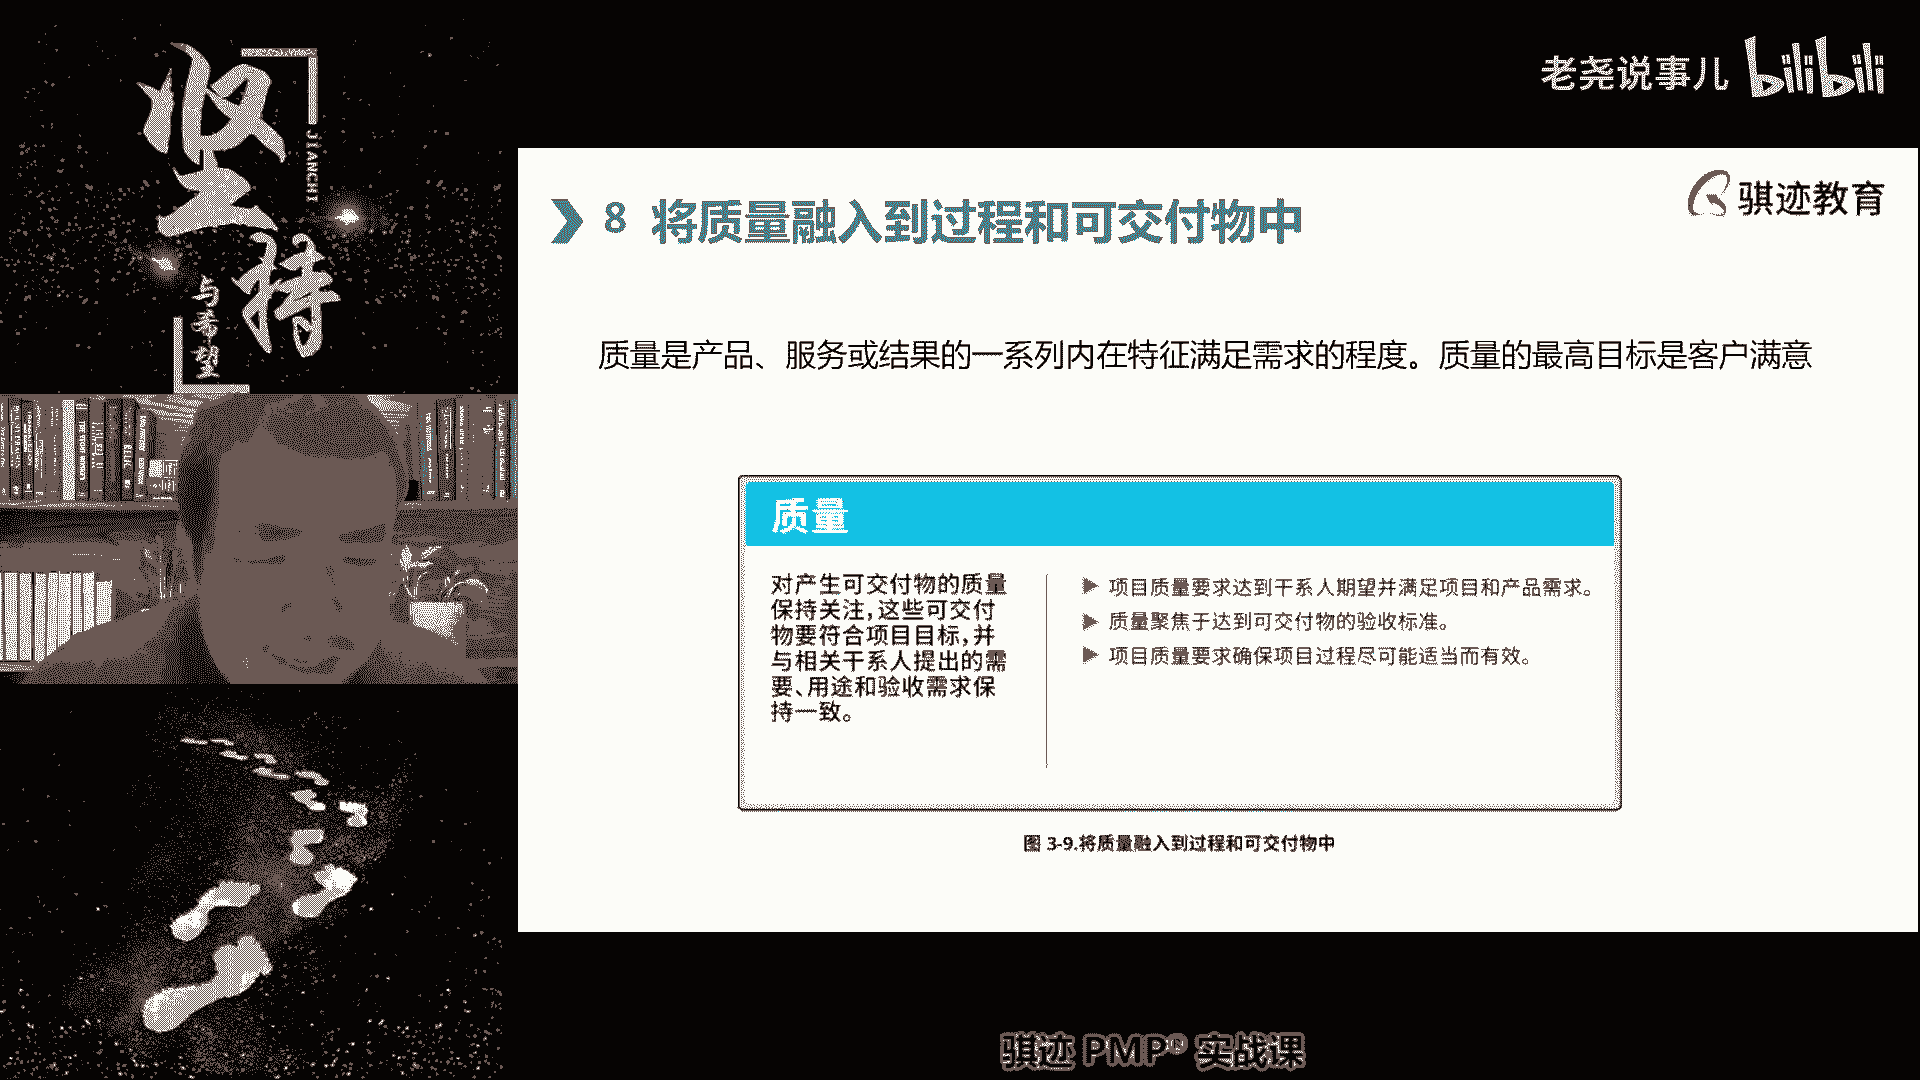 坚持
JIANCHI
与希望
老尧说事儿 bilibili
骐迹教育
8 将质量融入到过程和可交付物中
质量是产品、服务或结果的一系列内在特征满足需求的程度。质量的最高目标是客户满意
质量
对产生可交付物的质量
保持关注，这些可交付
物要符合项目目标，并
与相关干系人提出的需
要、用途和验收需求保
持一致。
项目质量要求达到干系人期望并满足项目和产品需求。
质量聚焦于达到可交付物的验收标准。
项目质量要求确保项目过程尽可能适当而有效。
图 3-9.将质量融入到过程和可交付物中
骐迹 PMP® 实战课